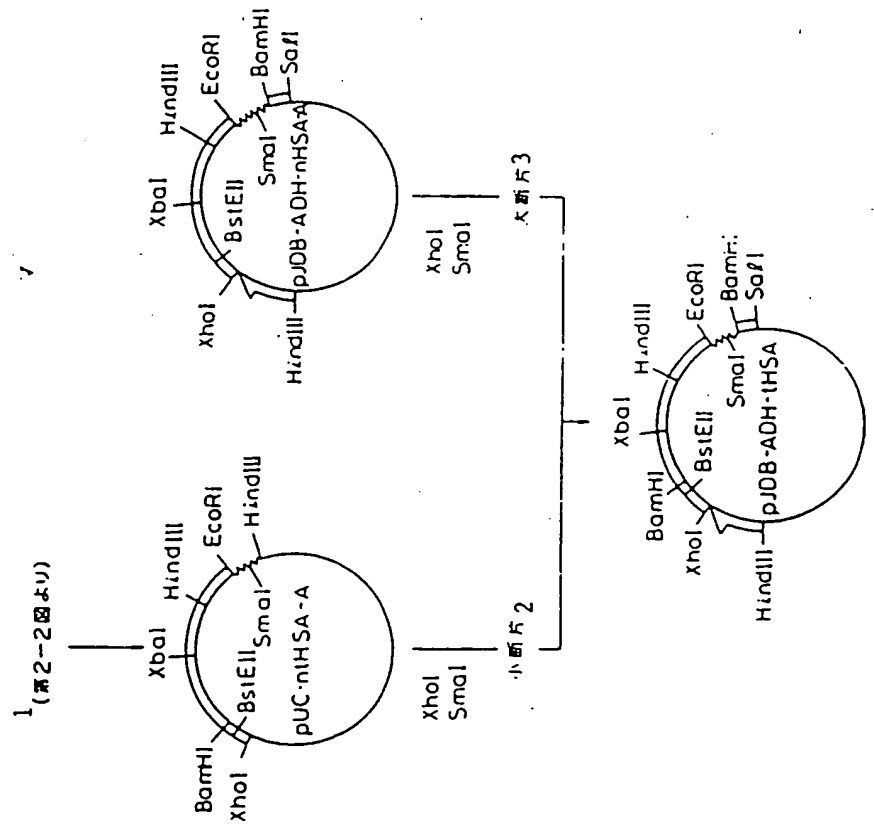 1
(第2-2図より)
XbaI
HindIII
BamHI
EcoRI
XhoI
BstEII
SmaI
HindIII
pUC-ntHSA-A
XhoI
SmaI
小断片2
XbaI
HindIII
EcoRI
XhoI
BstEII
SmaI
BamHI
SalI
pJDB-ADH-nHSA-A
HindIII
XhoI
SmaI
大断片3
XbaI
HindIII
BamHI
EcoRI
XhoI
BstEII
SmaI
BamHI
SalI
pJDB-ADH-tHSA
HindIII